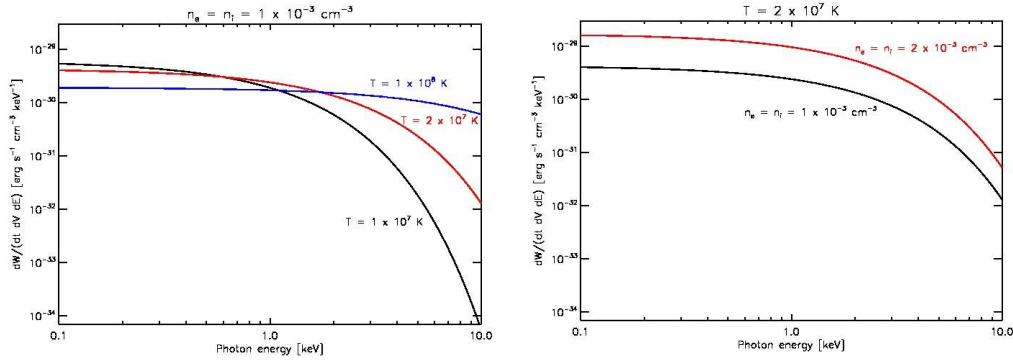 n_e = n_i = 1 x 10^-3 cm^-3
10^-29
10^-30
10^-31
10^-32
10^-33
10^-34
dW/(dt dV dE) [erg s^-1 cm^-3 keV^-1]
T = 1 x 10^8 K
T = 2 x 10^7 K
T = 1 x 10^7 K
0.1
1.0
10.0
Photon energy [keV]
T = 2 x 10^7 K
10^-29
10^-30
10^-31
10^-32
10^-33
10^-34
dW/(dt dV dE) [erg s^-1 cm^-3 keV^-1]
n_e = n_i = 2 x 10^-3 cm^-3
n_e = n_i = 1 x 10^-3 cm^-3
0.1
1.0
10.0
Photon energy [keV]